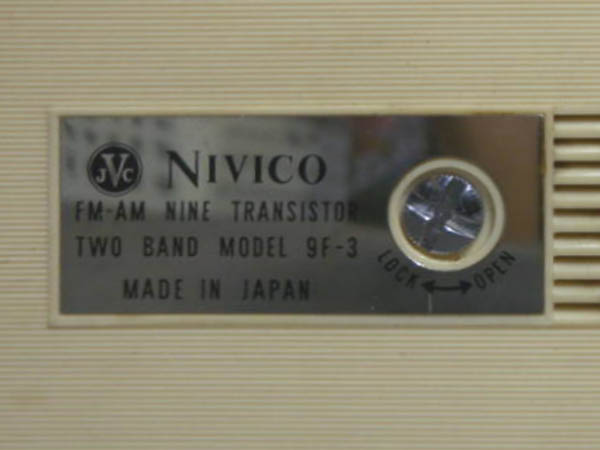 JVC NIVICO
FM-AM NINE TRANSISTOR
TWO BAND MODEL 9F-3
MADE IN JAPAN
LOCK OPEN